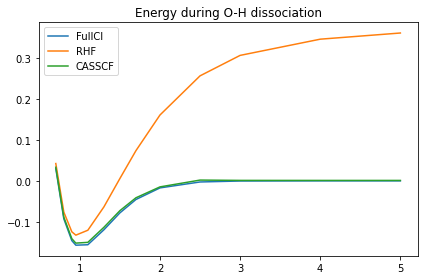 Energy during O-H dissociation
FullCI
RHF
CASSCF
0.3
0.2
0.1
0.0
−0.1
1
2
3
4
5